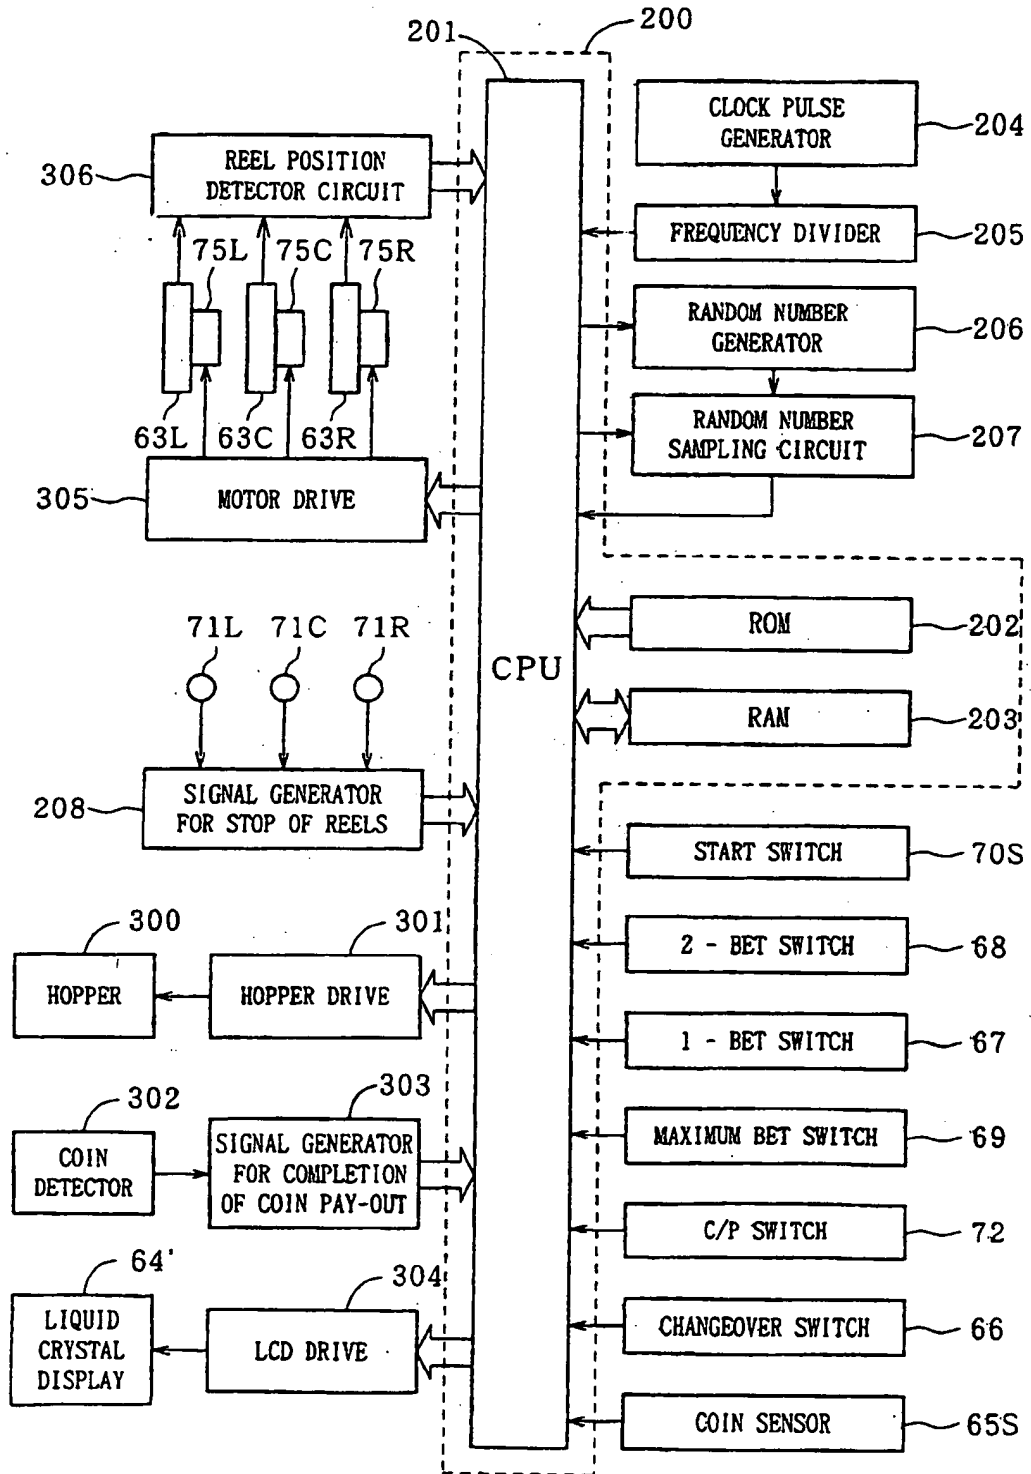 200
201
CLOCK PULSE
GENERATOR
204
REEL POSITION
DETECTOR CIRCUIT
306
FREQUENCY DIVIDER
205
75L 75C 75R
RANDOM NUMBER
GENERATOR
206
63L 63C 63R
RANDOM NUMBER
SAMPLING CIRCUIT
207
305
MOTOR DRIVE
71L 71C 71R
ROM
202
CPU
RAM
203
208
SIGNAL GENERATOR
FOR STOP OF REELS
START SWITCH
70S
300
301
2 - BET SWITCH
68
HOPPER
HOPPER DRIVE
1 - BET SWITCH
67
302
303
COIN
DETECTOR
SIGNAL GENERATOR
FOR COMPLETION
OF COIN PAY-OUT
MAXIMUM BET SWITCH
69
C/P SWITCH
72
64'
304
LIQUID
CRYSTAL
DISPLAY
LCD DRIVE
CHANGEOVER SWITCH
66
COIN SENSOR
65S